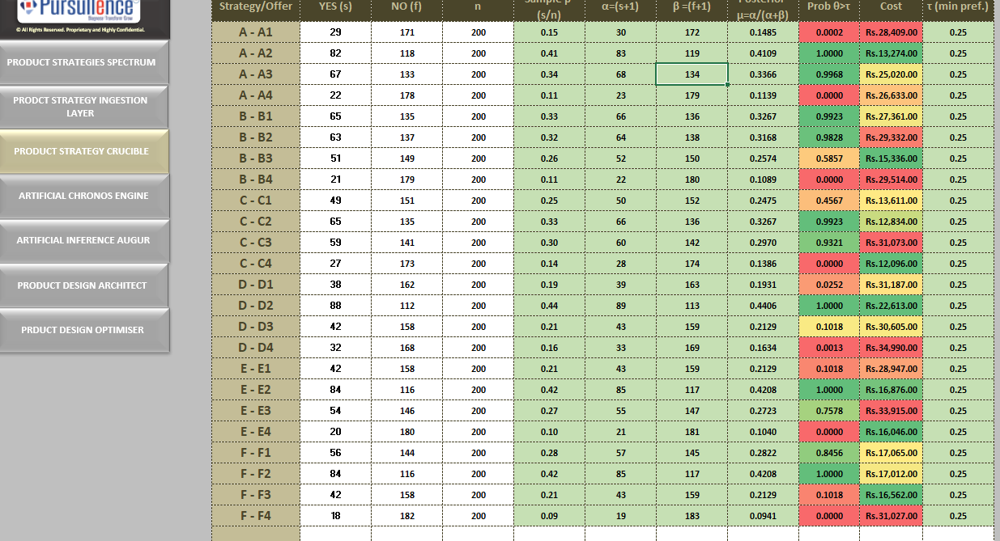 Pursullence
Diagnose Transform Grow
© All Rights Reserved. Proprietary and Highly Confidential.
PRODUCT STRATEGIES SPECTRUM
PRODCT STRATEGY INGESTION
LAYER
PRODUCT STRATEGY CRUCIBLE
ARTIFICIAL CHRONOS ENGINE
ARTIFICIAL INFERENCE AUGUR
PRODUCT DESIGN ARCHITECT
PRDUCT DESIGN OPTIMISER
Strategy/Offer YES (s) NO (f) n Sample p (s/n) α=(s+1) β =(f+1) Posterior μ=α/(α+β) Prob θ>τ Cost τ (min pref.)
A - A1 29 171 200 0.15 30 172 0.1485 0.0002 Rs.28,409.00 0.25
A - A2 82 118 200 0.41 83 119 0.4109 1.0000 Rs.13,274.00 0.25
A - A3 67 133 200 0.34 68 134 0.3366 0.9968 Rs.25,020.00 0.25
A - A4 22 178 200 0.11 23 179 0.1139 0.0000 Rs.26,633.00 0.25
B - B1 65 135 200 0.33 66 136 0.3267 0.9923 Rs.27,361.00 0.25
B - B2 63 137 200 0.32 64 138 0.3168 0.9828 Rs.29,332.00 0.25
B - B3 51 149 200 0.26 52 150 0.2574 0.5857 Rs.15,336.00 0.25
B - B4 21 179 200 0.11 22 180 0.1089 0.0000 Rs.29,514.00 0.25
C - C1 49 151 200 0.25 50 152 0.2475 0.4567 Rs.13,611.00 0.25
C - C2 65 135 200 0.33 66 136 0.3267 0.9923 Rs.12,834.00 0.25
C - C3 59 141 200 0.30 60 142 0.2970 0.9321 Rs.31,073.00 0.25
C - C4 27 173 200 0.14 28 174 0.1386 0.0000 Rs.12,096.00 0.25
D - D1 38 162 200 0.19 39 163 0.1931 0.0252 Rs.31,187.00 0.25
D - D2 88 112 200 0.44 89 113 0.4406 1.0000 Rs.22,613.00 0.25
D - D3 42 158 200 0.21 43 159 0.2129 0.1018 Rs.30,605.00 0.25
D - D4 32 168 200 0.16 33 169 0.1634 0.0013 Rs.34,990.00 0.25
E - E1 42 158 200 0.21 43 159 0.2129 0.1018 Rs.28,947.00 0.25
E - E2 84 116 200 0.42 85 117 0.4208 1.0000 Rs.16,876.00 0.25
E - E3 54 146 200 0.27 55 147 0.2723 0.7578 Rs.33,915.00 0.25
E - E4 20 180 200 0.10 21 181 0.1040 0.0000 Rs.16,046.00 0.25
F - F1 56 144 200 0.28 57 145 0.2822 0.8456 Rs.17,065.00 0.25
F - F2 84 116 200 0.42 85 117 0.4208 1.0000 Rs.17,012.00 0.25
F - F3 42 158 200 0.21 43 159 0.2129 0.1018 Rs.16,562.00 0.25
F - F4 18 182 200 0.09 19 183 0.0941 0.0000 Rs.31,027.00 0.25